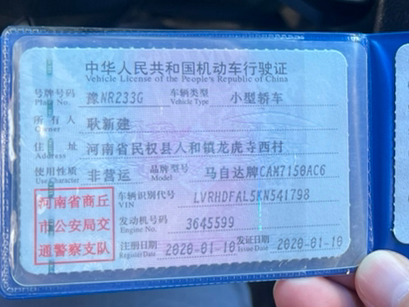 中华人民共和国机动车行驶证
Vehicle License of the People's Republic of China
号牌号码 豫NR233G 车辆类型 小型轿车
Plate No. Vehicle Type
所有人 耿新建
Owner
住址 河南省民权县人和镇龙虎寺西村
Address
使用性质 非营运 品牌型号 马自达牌CAM7150AC6
Use Character Model
河南省商丘市公安局交通警察支队
车辆识别代号 LVRHDFAL5KN541798
VIN
发动机号码 3645599
Engine No.
注册日期 2020-01-10 发证日期 2020-01-10
Register Date Issue Date